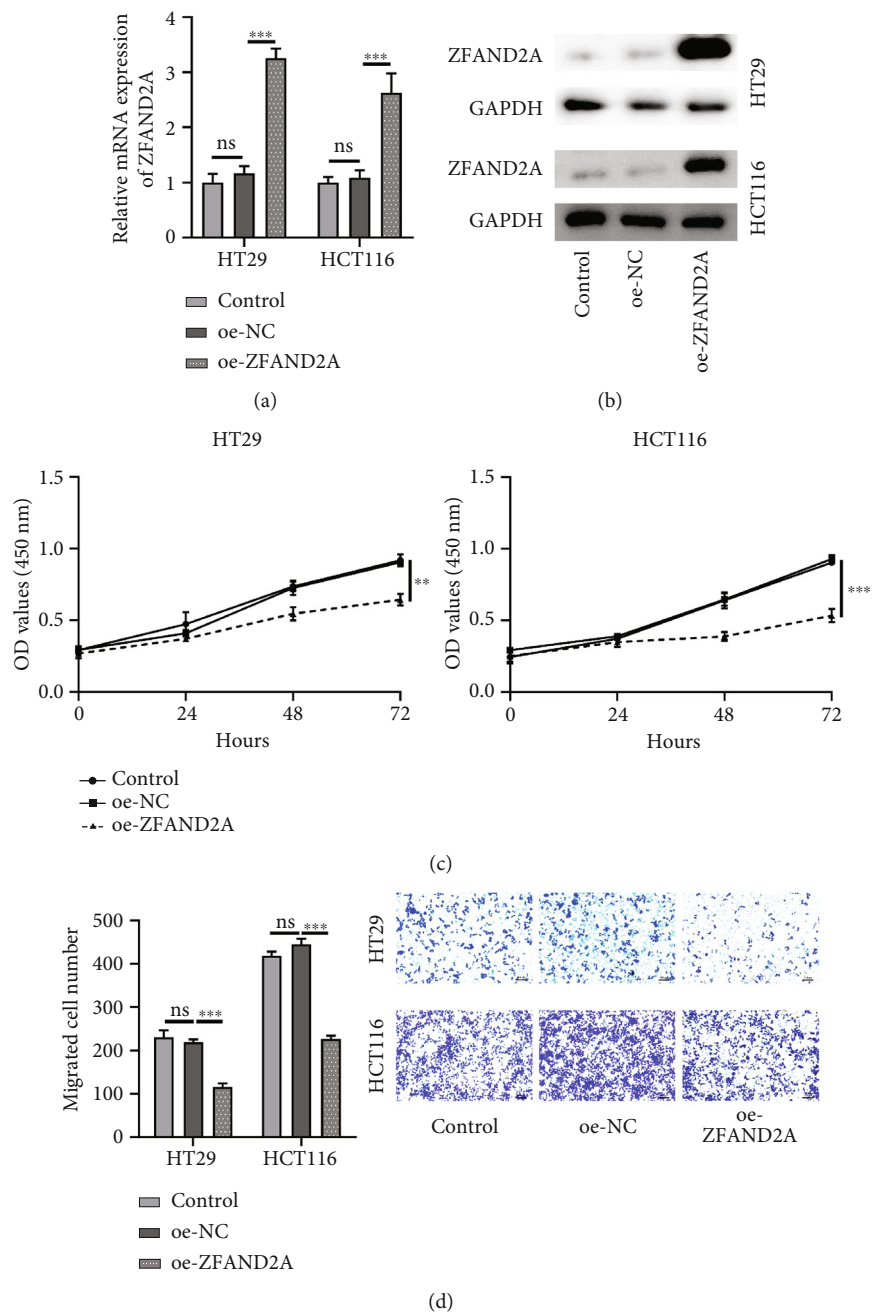 Relative mRNA expression
of ZFAND2A
4
3
2
1
0
ns
***
ns
***
HT29
HCT116
Control
oe-NC
oe-ZFAND2A
(a)
ZFAND2A
GAPDH
HT29
ZFAND2A
GAPDH
HCT116
Control
oe-NC
oe-ZFAND2A
(b)
HT29
OD values (450 nm)
1.5
1.0
0.5
0.0
**
0
24
48
72
Hours
HCT116
OD values (450 nm)
1.5
1.0
0.5
0.0
***
0
24
48
72
Hours
Control
oe-NC
oe-ZFAND2A
(c)
Migrated cell number
500
400
300
200
100
0
ns
***
ns
***
HT29
HCT116
Control
oe-NC
oe-ZFAND2A
HT29
HCT116
Control
oe-NC
oe-
ZFAND2A
(d)